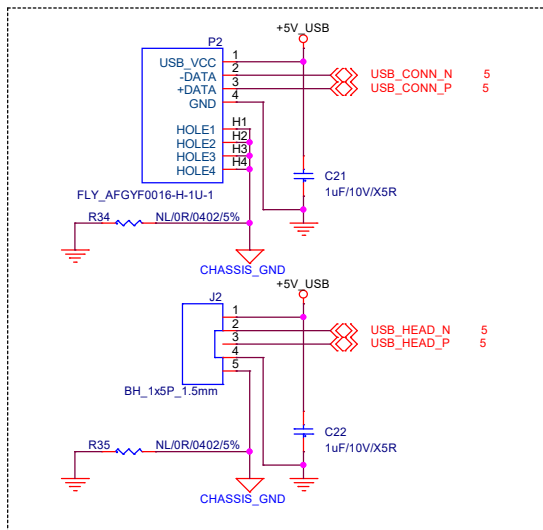 +5V_USB
P2
USB_VCC 1
-DATA 2 USB_CONN_N 5
+DATA 3 USB_CONN_P 5
GND 4
HOLE1 H1
HOLE2 H2
HOLE3 H3
HOLE4 H4
C21
1uF/10V/X5R
FLY_AFGYF0016-H-1U-1
R34 NL/0R/0402/5%
CHASSIS_GND
+5V_USB
J2
1
2 USB_HEAD_N 5
3 USB_HEAD_P 5
4
5
BH_1x5P_1.5mm
C22
R35 NL/0R/0402/5% 1uF/10V/X5R
CHASSIS_GND